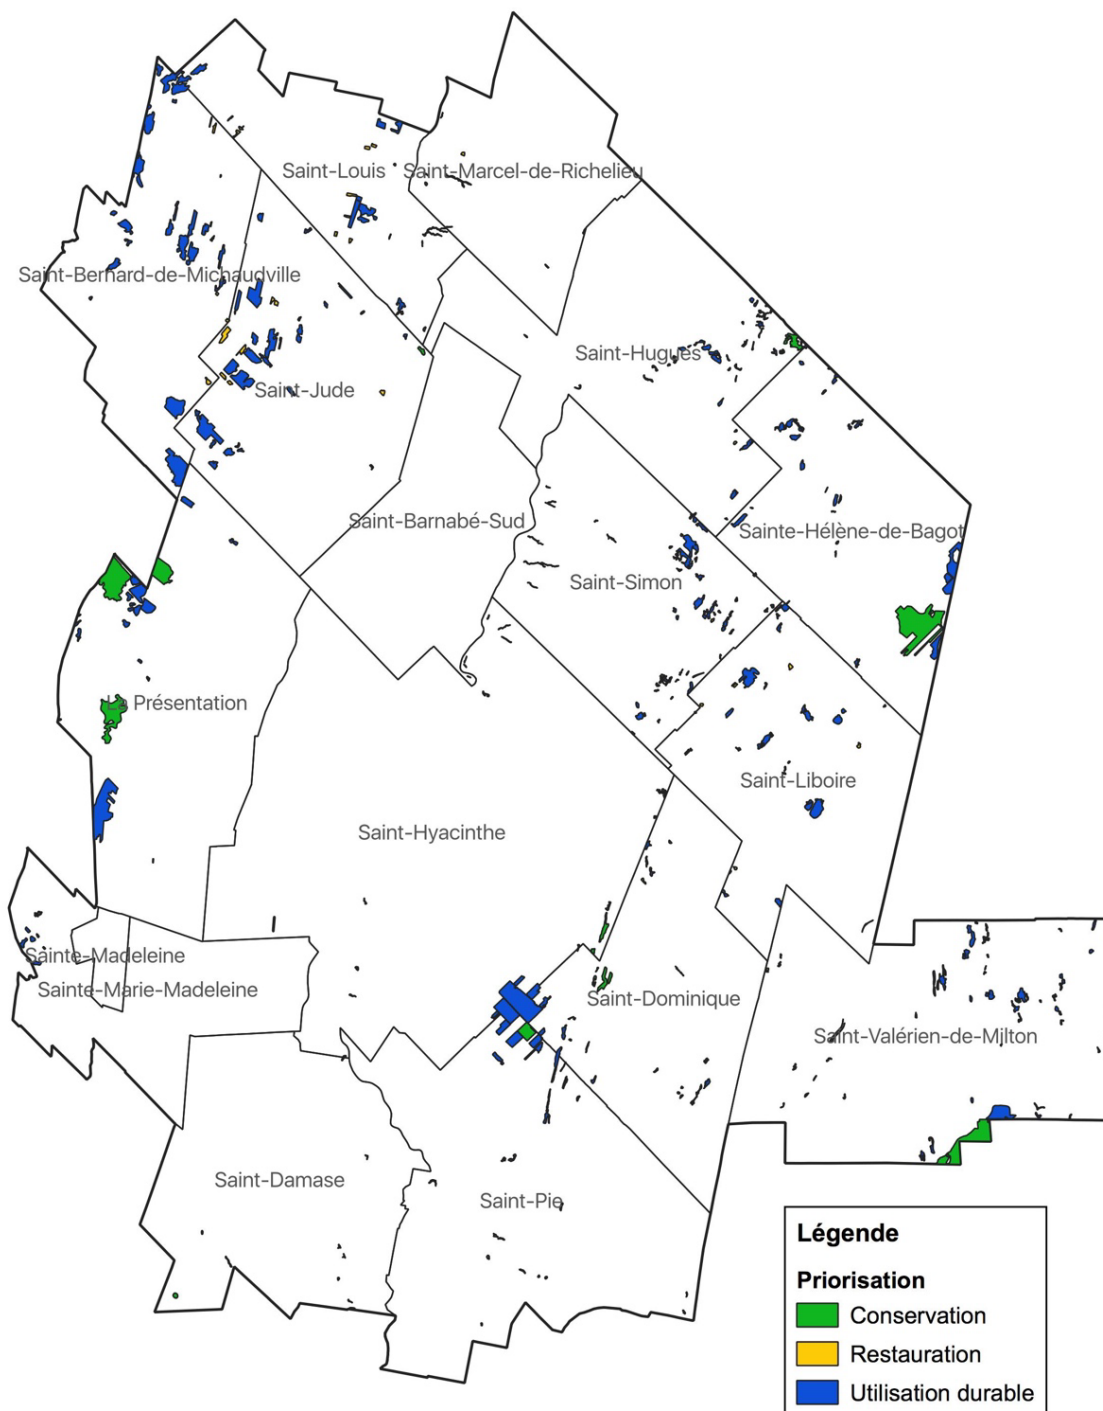 Saint-Louis
Saint-Marcel-de-Richelieu
Saint-Bernard-de-Michaudville
Saint-Hugues
Saint-Jude
Saint-Barnabé-Sud
Sainte-Hélène-de-Bagot
Saint-Simon
La Présentation
Saint-Liboire
Saint-Hyacinthe
Sainte-Madeleine
Sainte-Marie-Madeleine
Saint-Dominique
Saint-Valérien-de-Milton
Saint-Damase
Saint-Pie
Légende
Priorisation
Conservation
Restauration
Utilisation durable